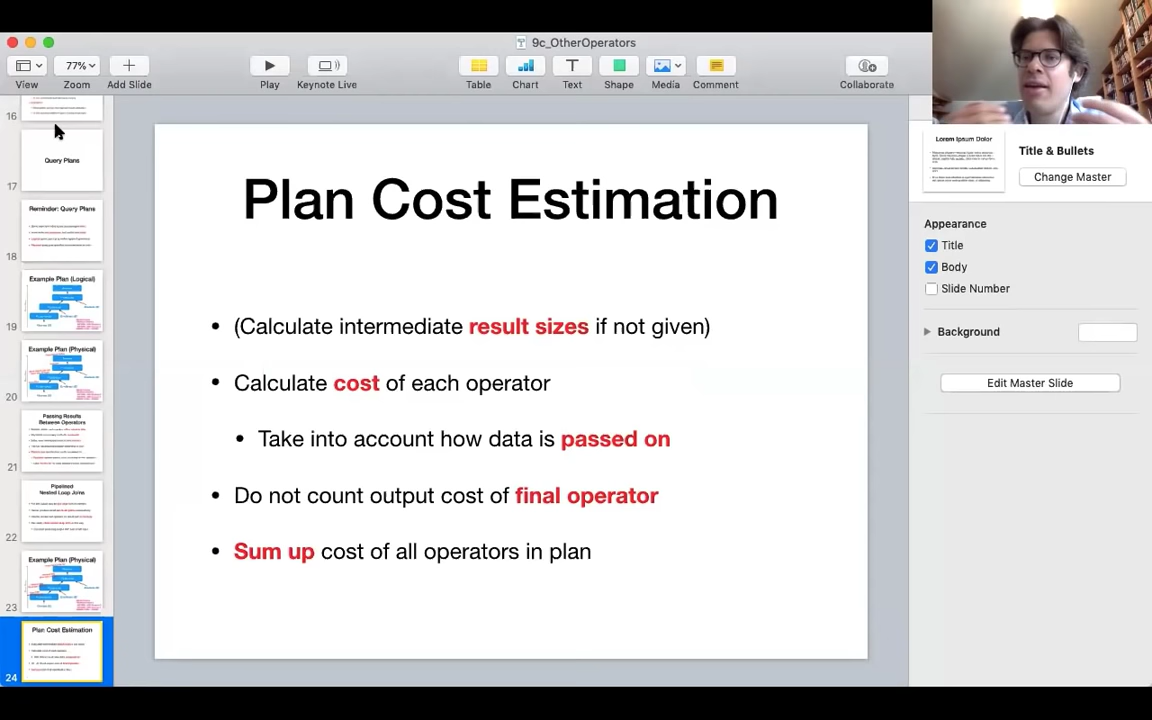 9c_OtherOperators
77%
View
Zoom
Add Slide
Play
Keynote Live
Table
Chart
Text
Shape
Media
Comment
Collaborate
16
Query Plans
17
Reminder: Query Plans
18
Example Plan (Logical)
19
Example Plan (Physical)
20
Passing Results
Between Operators
21
Pipelined
Nested Loop Joins
22
Example Plan (Physical)
23
Plan Cost Estimation
24
Plan Cost Estimation
• (Calculate intermediate result sizes if not given)
• Calculate cost of each operator
• Take into account how data is passed on
• Do not count output cost of final operator
• Sum up cost of all operators in plan
Lorem Ipsum Dolor
Title & Bullets
Change Master
Appearance
Title
Body
Slide Number
Background
Edit Master Slide